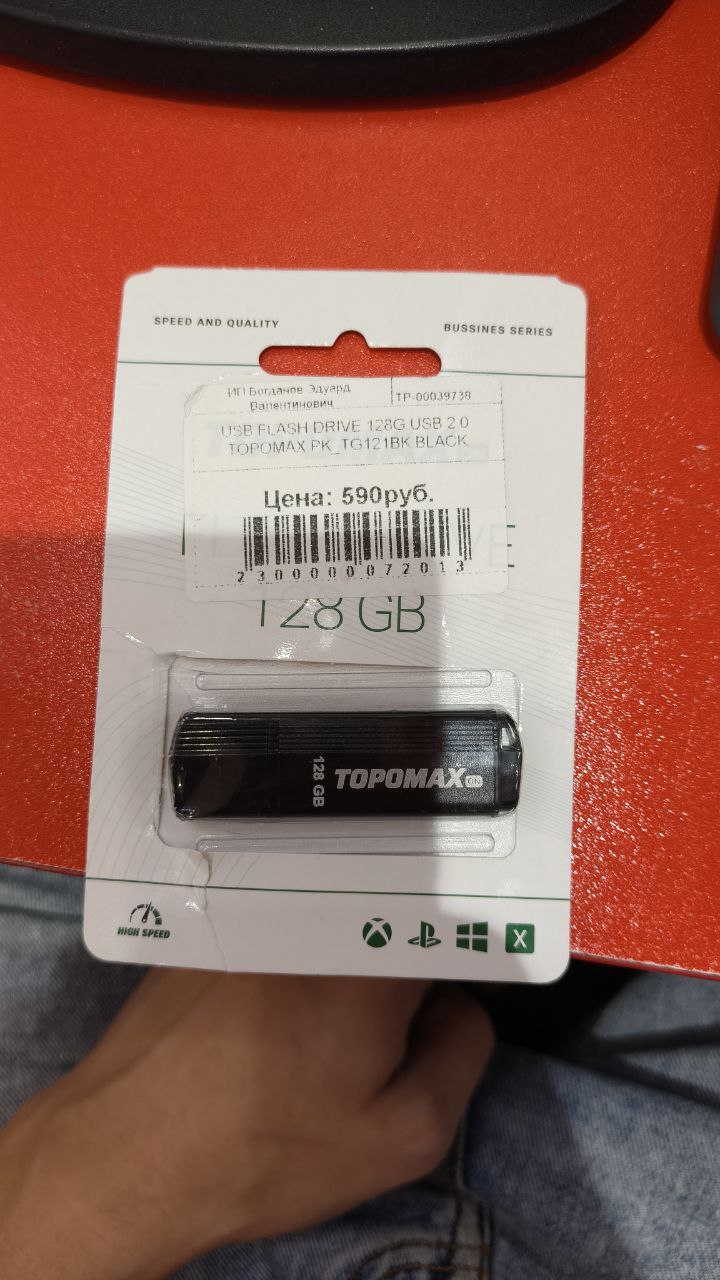 SPEED AND QUALITY
BUSSINES SERIES
ИП Богданов Эдуард
Валентинович
ТР-00039738
USB FLASH DRIVE 128G USB 2.0
TOPOMAX PK_TG121BK BLACK
Цена: 590руб.
2300000072013
128 GB
128 GB
TOPOMAX
ON
HIGH SPEED
X